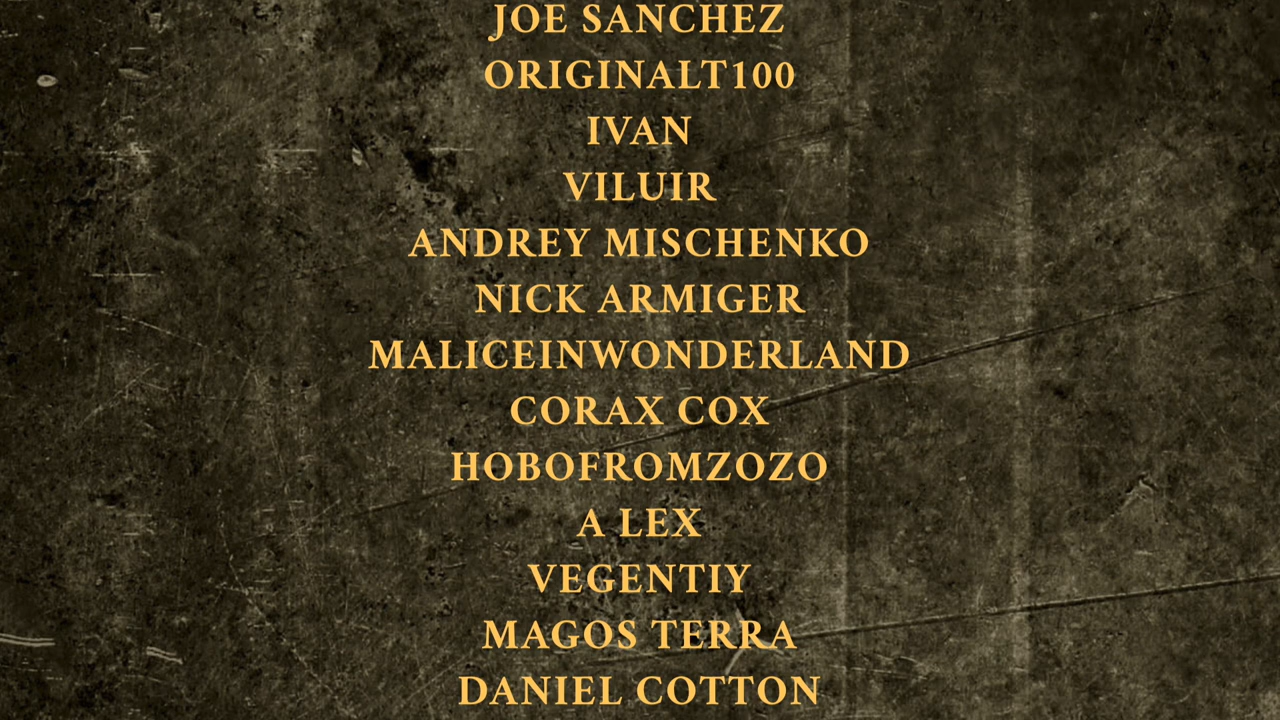 JOE SANCHEZ
ORIGINALT100
IVAN
VILUIR
ANDREY MISCHENKO
NICK ARMIGER
MALICEINWONDERLAND
CORAX COX
HOBOFROMZOZO
A LEX
VEGENTIY
MAGOS TERRA
DANIEL COTTON